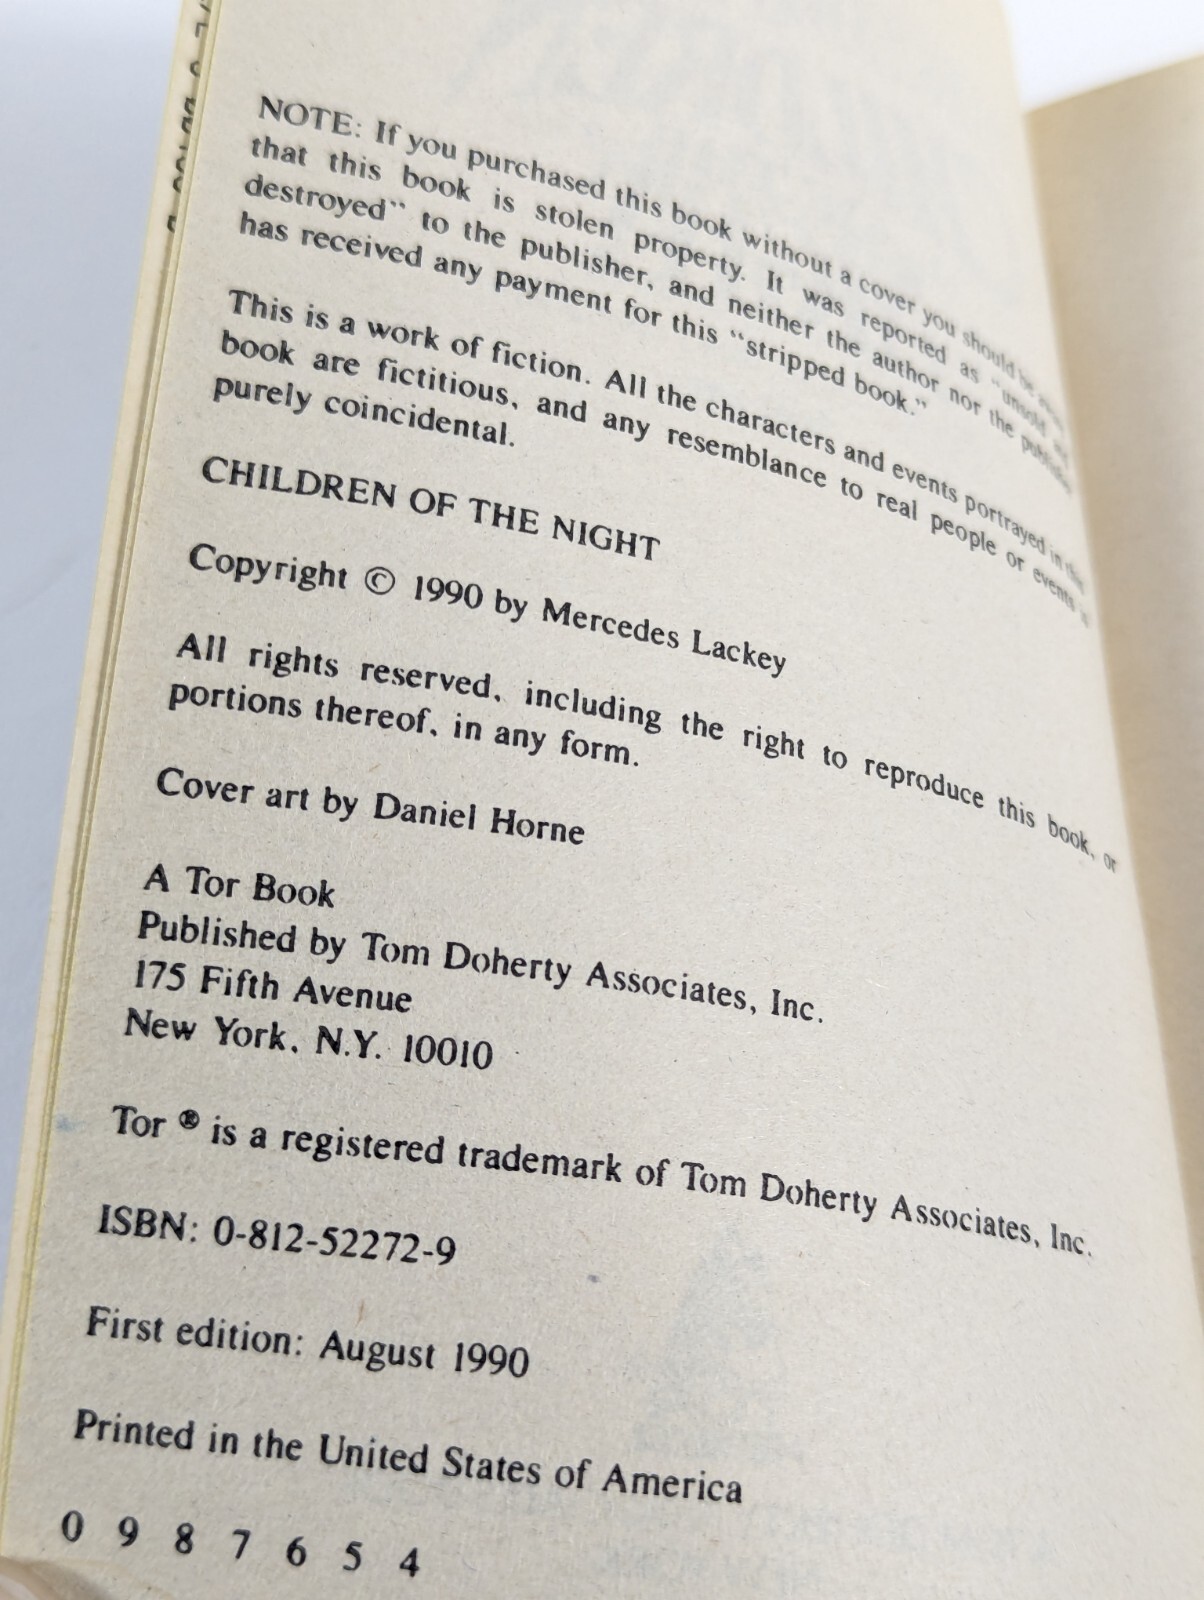 NOTE: If you purchased this book without a cover you should be aware
that this book is stolen property. It was reported as "unsold and
destroyed" to the publisher, and neither the author nor the publisher
has received any payment for this "stripped book."
This is a work of fiction. All the characters and events portrayed in this
book are fictitious, and any resemblance to real people or events is
purely coincidental.
CHILDREN OF THE NIGHT
Copyright © 1990 by Mercedes Lackey
All rights reserved, including the right to reproduce this book, or
portions thereof, in any form.
Cover art by Daniel Horne
A Tor Book
Published by Tom Doherty Associates, Inc.
175 Fifth Avenue
New York, N.Y. 10010
Tor ® is a registered trademark of Tom Doherty Associates, Inc.
ISBN: 0-812-52272-9
First edition: August 1990
Printed in the United States of America
0 9 8 7 6 5 4